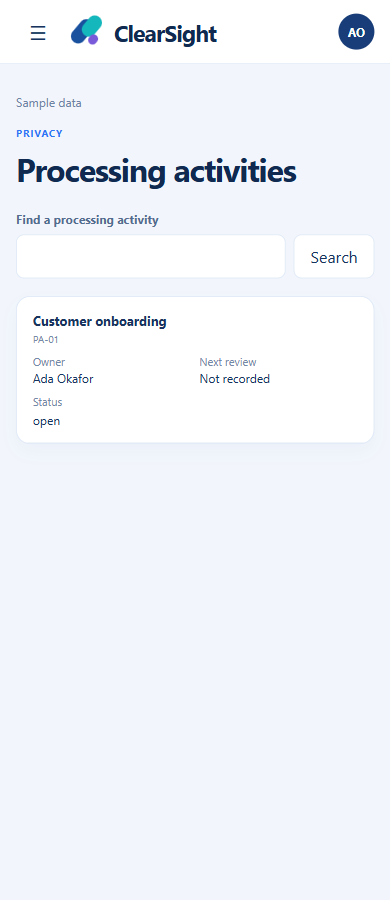 ClearSight
AO
Sample data
PRIVACY
Processing activities
Find a processing activity
Search
Customer onboarding
PA-01
Owner
Next review
Ada Okafor
Not recorded
Status
open